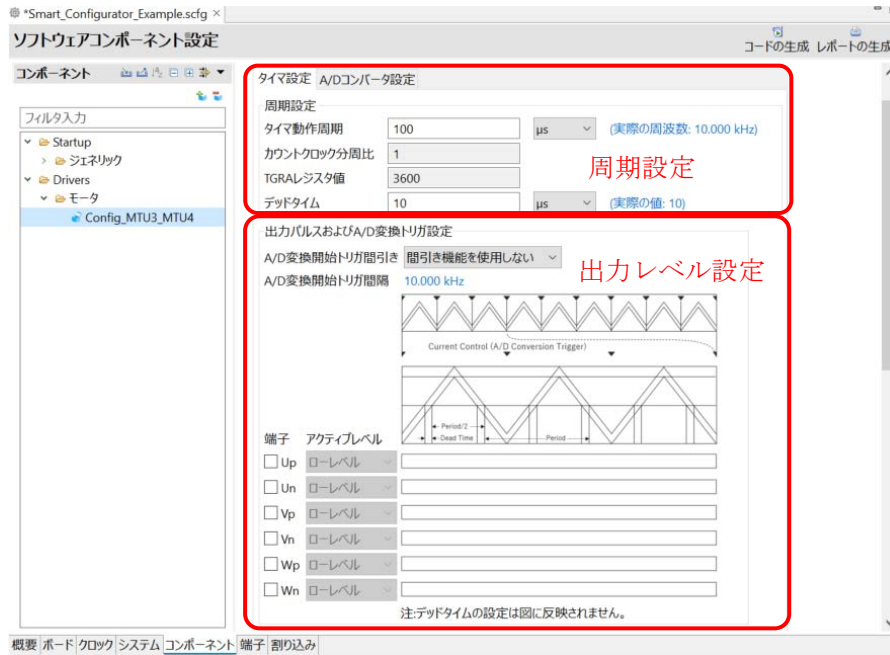 *Smart_Configurator_Example.scfg
ソフトウェアコンポーネント設定
コードの生成 レポートの生成
コンポーネント
フィルタ入力
Startup
ジェネリック
Drivers
モータ
Config_MTU3_MTU4
タイマ設定 A/Dコンバータ設定
周期設定
タイマ動作周期 100 µs (実際の周波数: 10.000 kHz)
カウントクロック分周比 1
周期設定
TGRAレジスタ値 3600
デッドタイム 10 µs (実際の値: 10)
出力パルスおよびA/D変換トリガ設定
A/D変換開始トリガ間引き 間引き機能を使用しない
出力レベル設定
A/D変換開始トリガ間隔 10.000 kHz
Current Control (A/D Conversion Trigger)
Period/2
Dead Time Period
端子 アクティブレベル
Up ローレベル
Un ローレベル
Vp ローレベル
Vn ローレベル
Wp ローレベル
Wn ローレベル
注:デッドタイムの設定は図に反映されません。
概要 ボード クロック システム コンポーネント 端子 割り込み